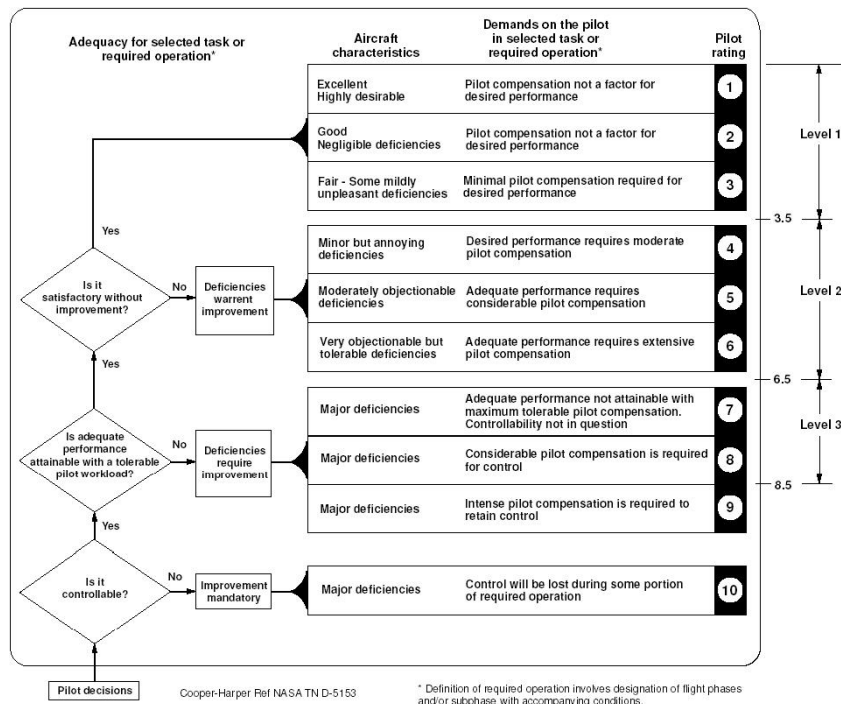 Adequacy for selected task or
required operation*
Aircraft
characteristics
Demands on the pilot
in selected task or
required operation*
Pilot
rating
Excellent
Highly desirable
Pilot compensation not a factor for
desired performance
1
Good
Negligible deficiencies
Pilot compensation not a factor for
desired performance
2
Fair - Some mildly
unpleasant deficiencies
Minimal pilot compensation required for
desired performance
3
Level 1
3.5
Yes
Is it
satisfactory without
improvement?
No
Deficiencies
warrent
improvement
Minor but annoying
deficiencies
Desired performance requires moderate
pilot compensation
4
Moderately objectionable
deficiencies
Adequate performance requires
considerable pilot compensation
5
Very objectionable but
tolerable deficiencies
Adequate performance requires extensive
pilot compensation
6
Level 2
6.5
Yes
Is adequate
performance
attainable with a tolerable
pilot workload?
No
Deficiencies
require
improvement
Major deficiencies
Adequate performance not attainable with
maximum tolerable pilot compensation.
Controllability not in question
7
Major deficiencies
Considerable pilot compensation is required
for control
8
Major deficiencies
Intense pilot compensation is required to
retain control
9
Level 3
8.5
Yes
Is it
controllable?
No
Improvement
mandatory
Major deficiencies
Control will be lost during some portion
of required operation
10
Pilot decisions
Cooper-Harper Ref NASA TN D-5153
* Definition of required operation involves designation of flight phases
and/or subphase with accompanying conditions.